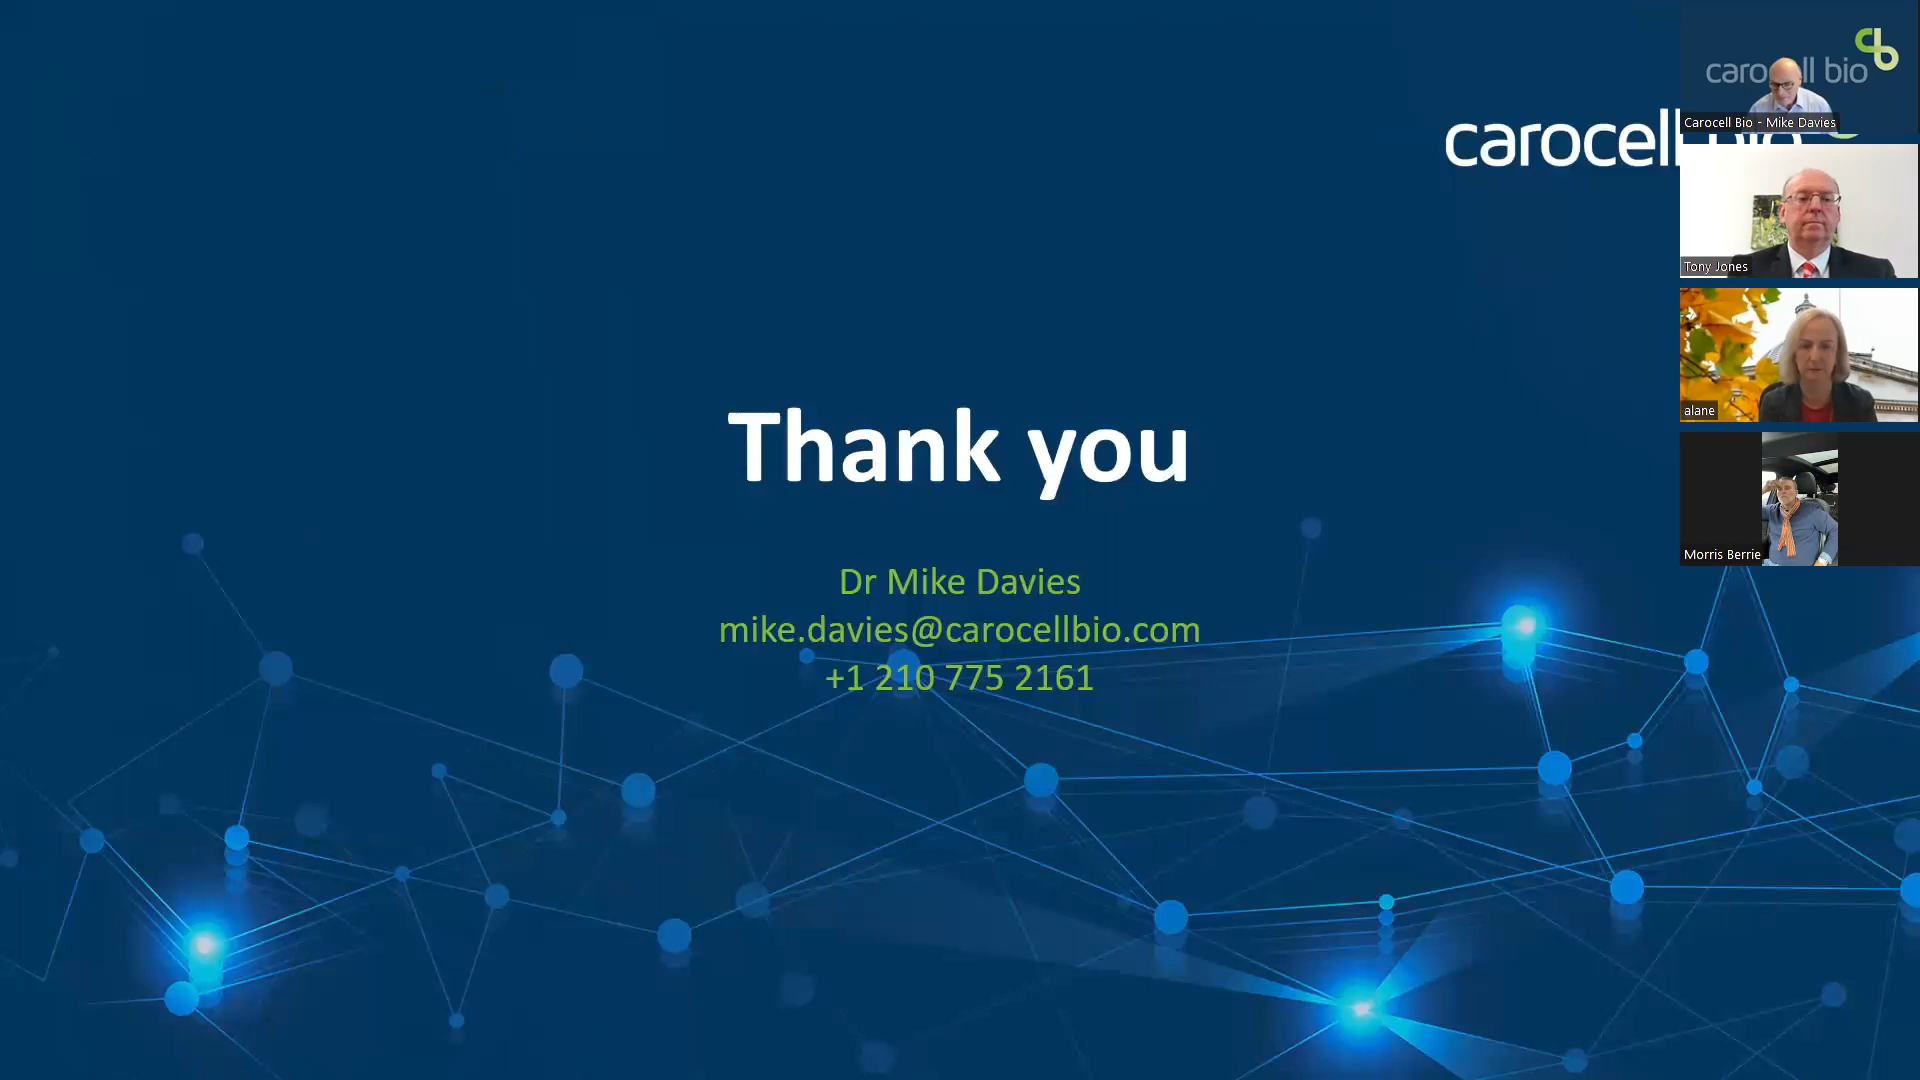 carocell bio
Carocell Bio - Mike Davies
carocell bio
Tony Jones
alane
Morris Berrie
Thank you
Dr Mike Davies
mike.davies@carocellbio.com
+1 210 775 2161